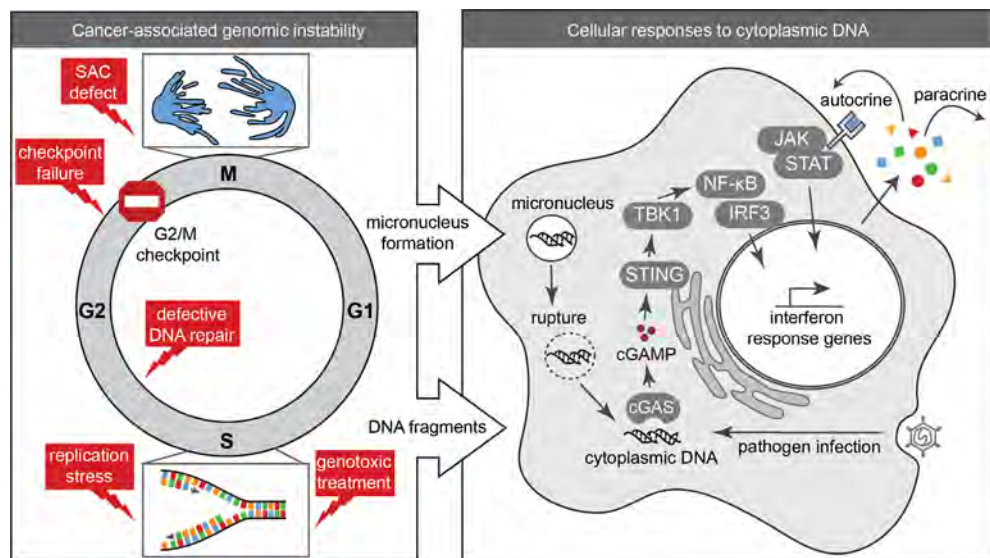 Cancer-associated genomic instability
SAC
defect
checkpoint
failure
M
G2/M
checkpoint
G2
G1
defective
DNA repair
S
replication
stress
genotoxic
treatment
micronucleus
formation
DNA fragments
Cellular responses to cytoplasmic DNA
autocrine
paracrine
JAK
STAT
NF-κB
IRF3
TBK1
micronucleus
STING
rupture
cGAMP
interferon
response genes
cGAS
cytoplasmic DNA
pathogen infection